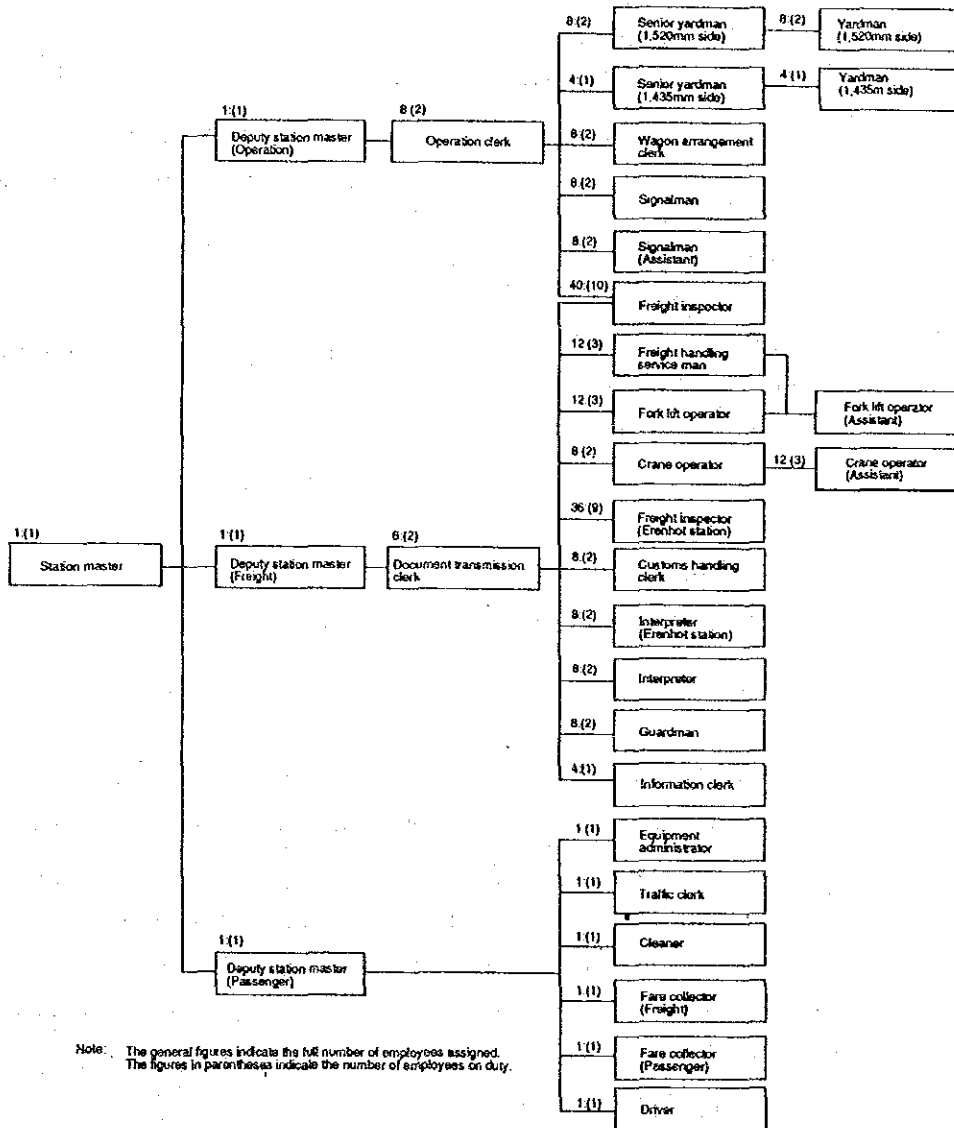 8:(2)
Senior yardman
(1,520mm side)
8:(2)
Yardman
(1,520mm side)
4:(1)
Senior yardman
(1,435mm side)
4:(1)
Yardman
(1,435m side)
1:(1)
Deputy station master
(Operation)
8 (2)
Operation clerk
8:(2)
Wagon arrangement
clerk
8:(2)
Signalman
8:(2)
Signalman
(Assistant)
40:(10)
Freight inspector
12 (3)
Freight handling
service man
12:(3)
Fork lift operator
Fork lift operator
(Assistant)
8 (2)
Crane operator
12 (3)
Crane operator
(Assistant)
36 (9)
Freight inspector
(Erenhot station)
1:(1)
Station master
1:(1)
Deputy station master
(Freight)
8:(2)
Document transmission
clerk
8.(2)
Customs handling
clerk
8:(2)
Interpreter
(Erenhot station)
8:(2)
Interpretor
8.(2)
Guardman
4:(1)
Information clerk
1 (1)
Equipment
administrator
1:(1)
Traffic clerk
1:(1)
Cleaner
1:(1)
Deputy station master
(Passenger)
1:(1)
Fare collector
(Freight)
1:(1)
Fare collector
(Passenger)
1:(1)
Driver
Note: The general figures indicate the full number of employees assigned.
The figures in parentheses indicate the number of employees on duty.